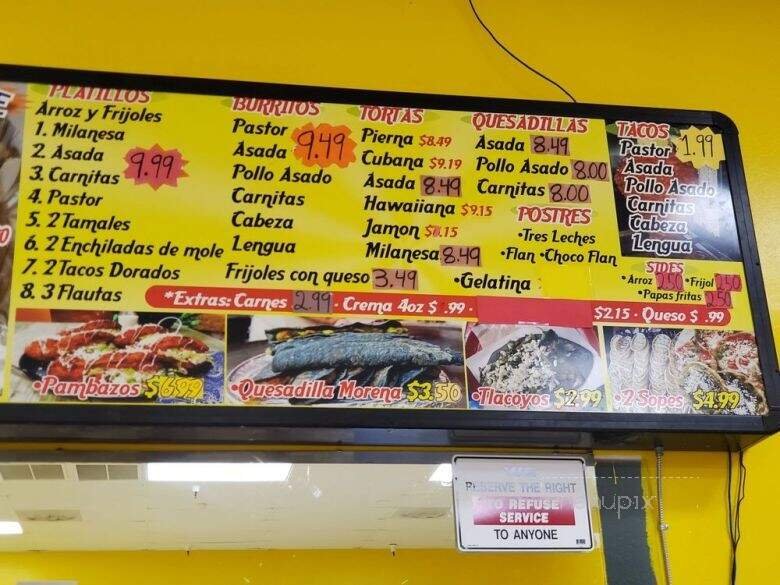 PLATILLOS
Arroz y Frijoles
1. Milanesa
2. Asada
3. Carnitas
4. Pastor
5. 2 Tamales
6. 2 Enchiladas de mole
7. 2 Tacos Dorados
8. 3 Flautas
9.99
BURRITOS
Pastor
Asada
Pollo Asado
Carnitas
Cabeza
Lengua
9.49
Frijoles con queso 3.49
TORTAS
Pierna $8.49
Cubana $9.19
Asada 8.49
Hawaiiana $9.15
Jamon
Milanesa 8.49
QUESADILLAS
Asada 8.49
Pollo Asado 8.00
Carnitas 8.00
POSTRES
•Tres Leches
•Flan •Choco Flan
•Gelatina
TACOS
1.99
Pastor
Asada
Pollo Asado
Carnitas
Cabeza
Lengua
SIDES
•Arroz 2.50 •Frijol 2.50
•Papas fritas 2.50
*Extras: Carnes 2.99 • Crema 4oz $ .99 • $2.15 • Queso $ .99
•Pambazos $6.99
•Quesadilla Morena $3.50
•Tlacoyos $2.99
•2 Sopes $4.99
RESERVE THE RIGHT
TO REFUSE
SERVICE
TO ANYONE
menupix